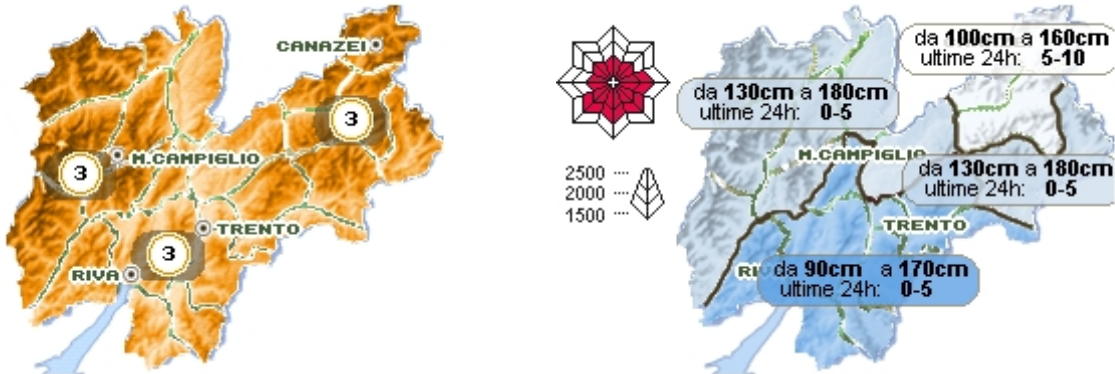 CANAZEI
3
M.CAMPIGLIO
3
TRENTO
3
RIVA
da 100cm a 160cm
ultime 24h: 5-10
da 130cm a 180cm
ultime 24h: 0-5
M.CAMPIGLIO
da 130cm a 180cm
ultime 24h: 0-5
2500
2000
1500
TRENTO
da 90cm a 170cm
ultime 24h: 0-5